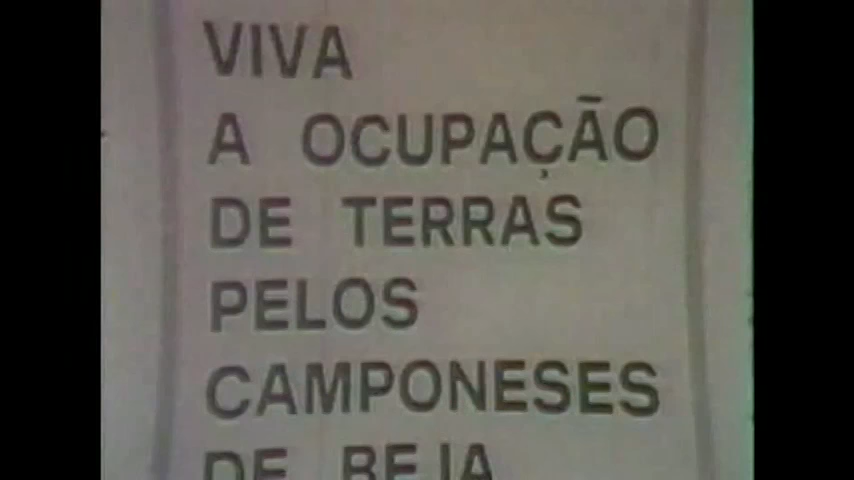 VIVA
A OCUPAÇÃO
DE TERRAS
PELOS
CAMPONESES
DE BEJA